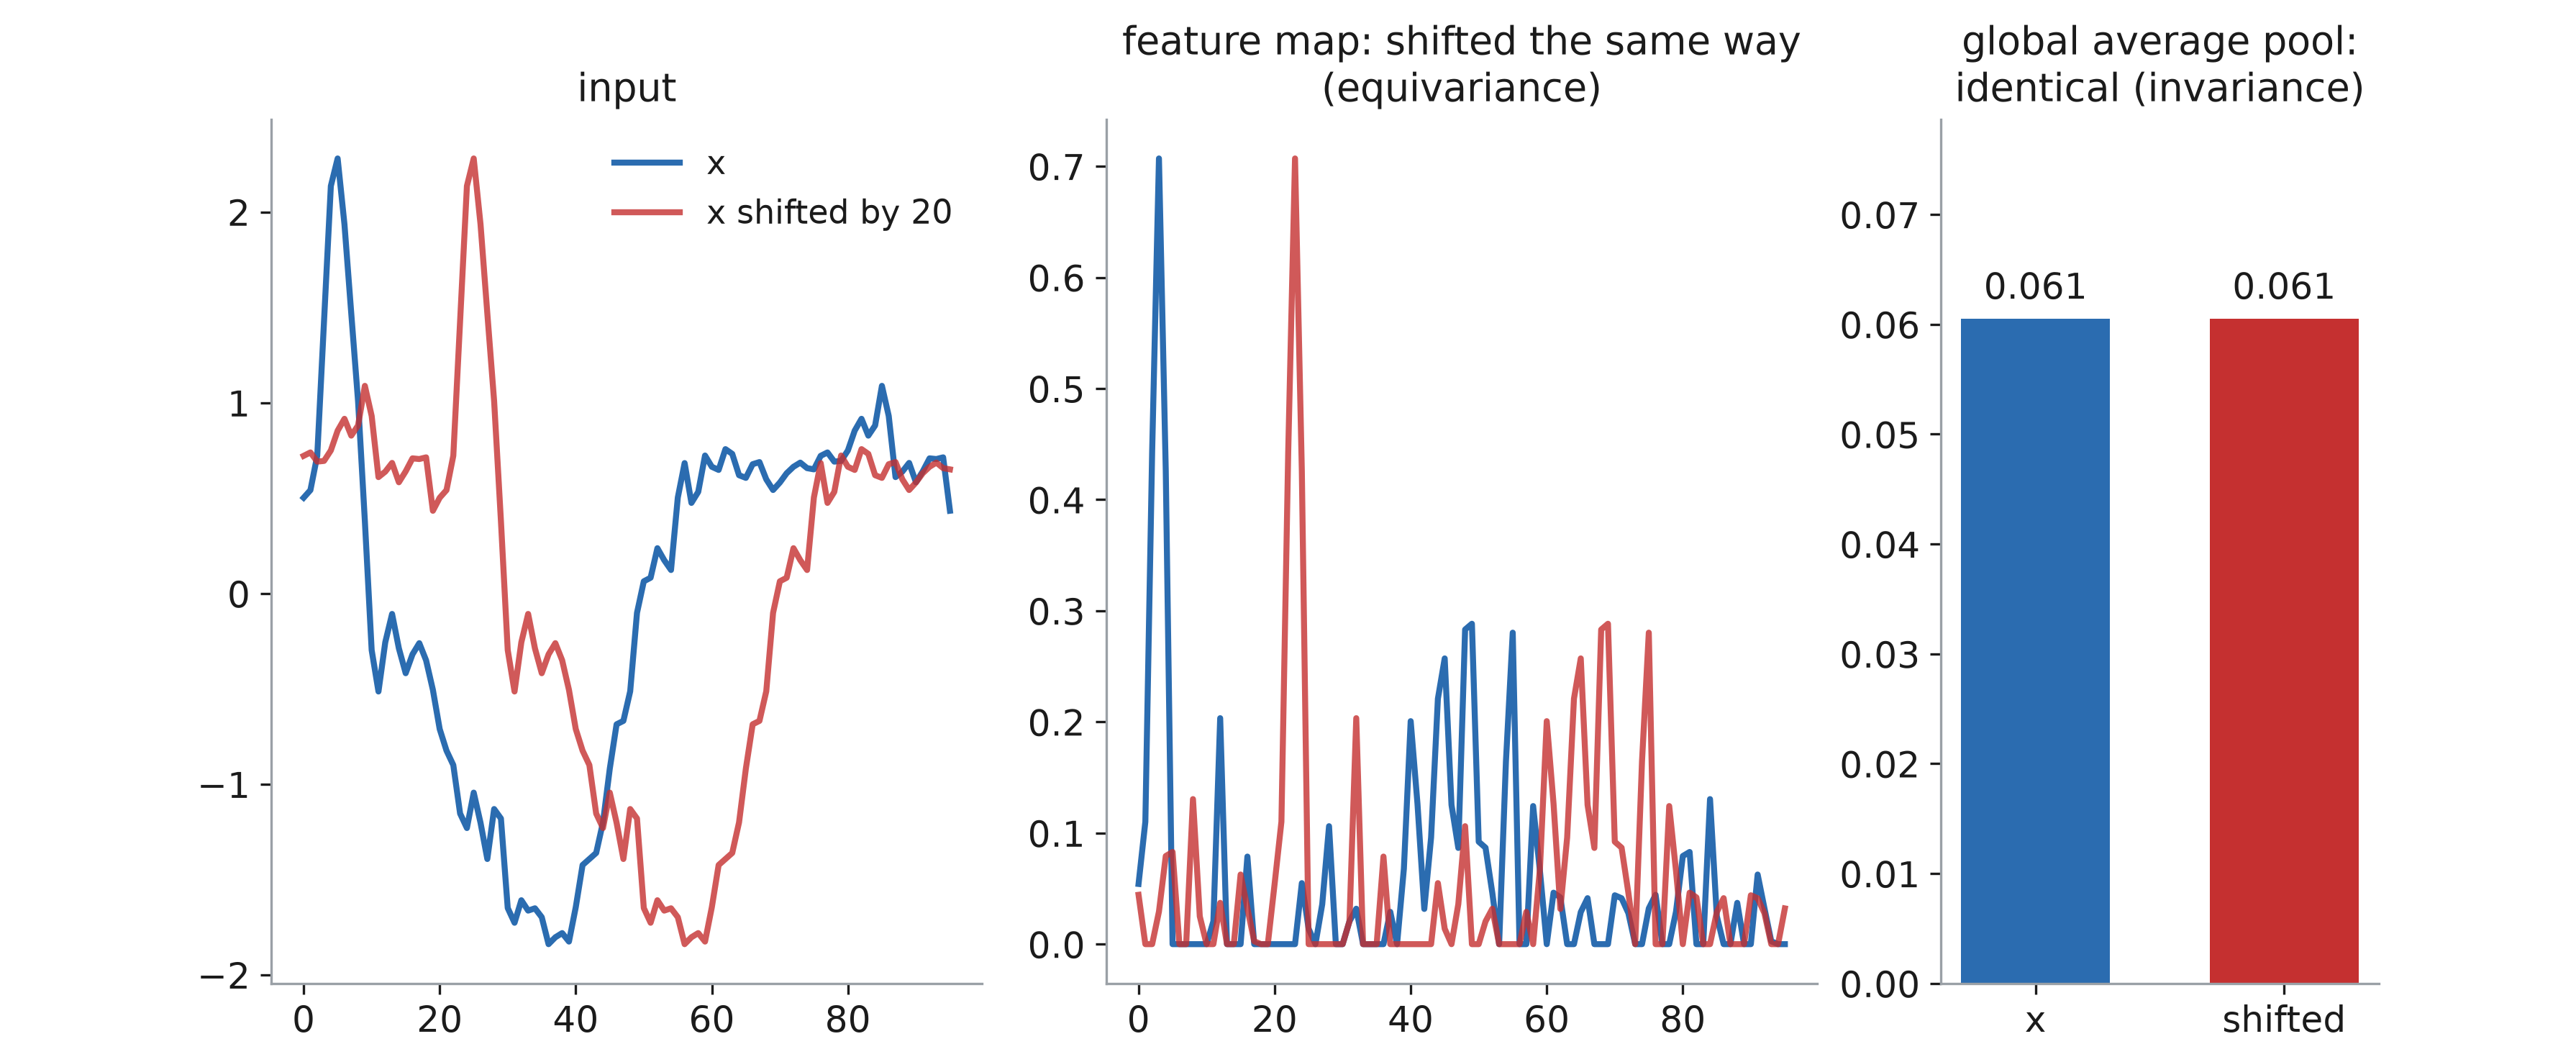 input
x
x shifted by 20
2
1
0
−1
−2
0 20 40 60 80
feature map: shifted the same way
(equivariance)
0.7
0.6
0.5
0.4
0.3
0.2
0.1
0.0
0 20 40 60 80
global average pool:
identical (invariance)
0.07
0.06
0.05
0.04
0.03
0.02
0.01
0.00
0.061 0.061
x shifted